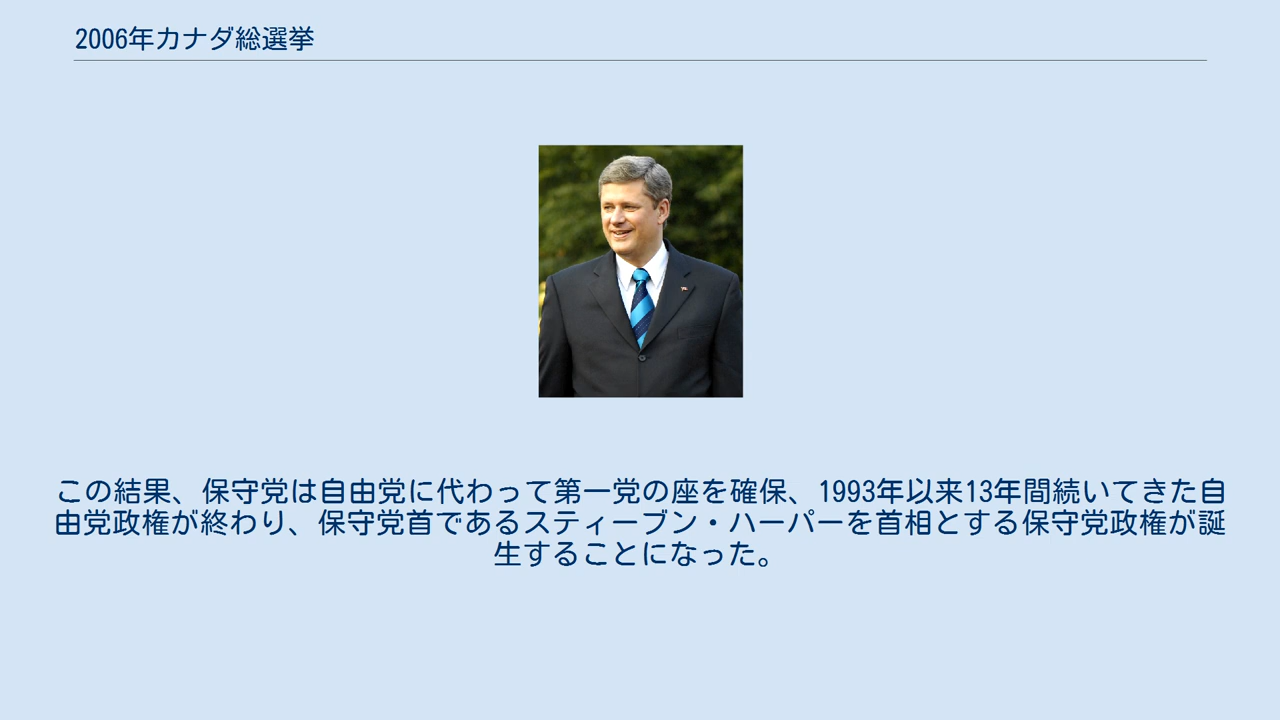 2006年カナダ総選挙
この結果、保守党は自由党に代わって第一党の座を確保、1993年以来13年間続いてきた自
由党政権が終わり、保守党首であるスティーブン・ハーパーを首相とする保守党政権が誕
生することになった。